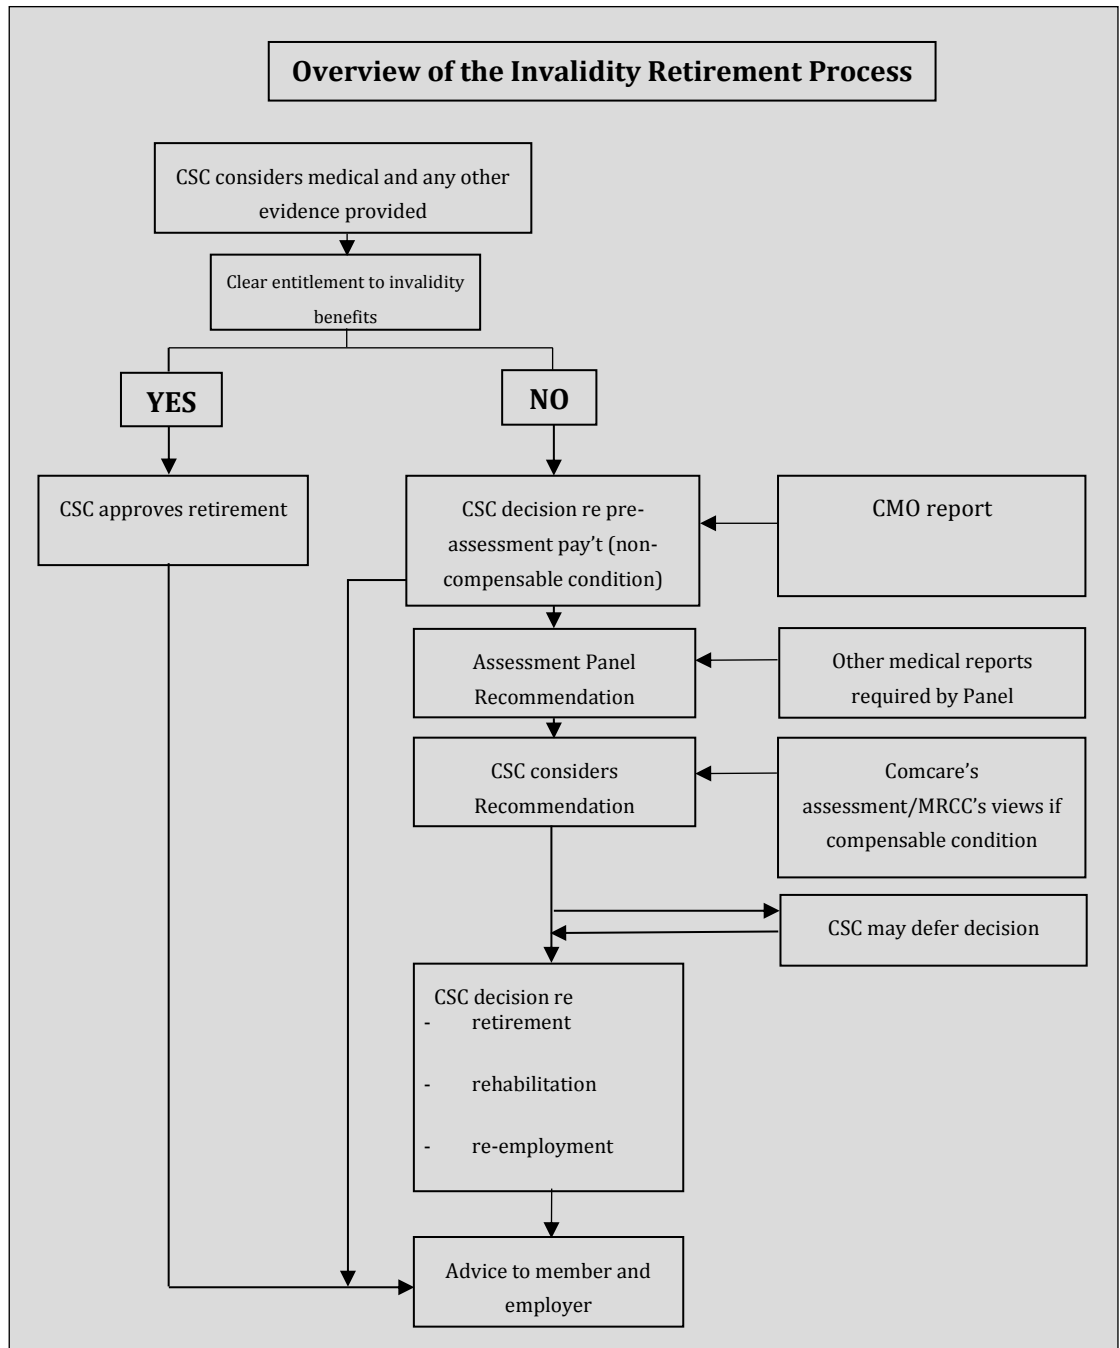 Overview of the Invalidity Retirement Process
CSC considers medical and any other
evidence provided
Clear entitlement to invalidity
benefits
YES
NO
CSC approves retirement
CSC decision re pre-
assessment pay’t (non-
compensable condition)
CMO report
Assessment Panel
Recommendation
Other medical reports
required by Panel
CSC considers
Recommendation
Comcare’s
assessment/MRCC’s views if
compensable condition
CSC may defer decision
CSC decision re
- retirement
- rehabilitation
- re-employment
Advice to member and
employer